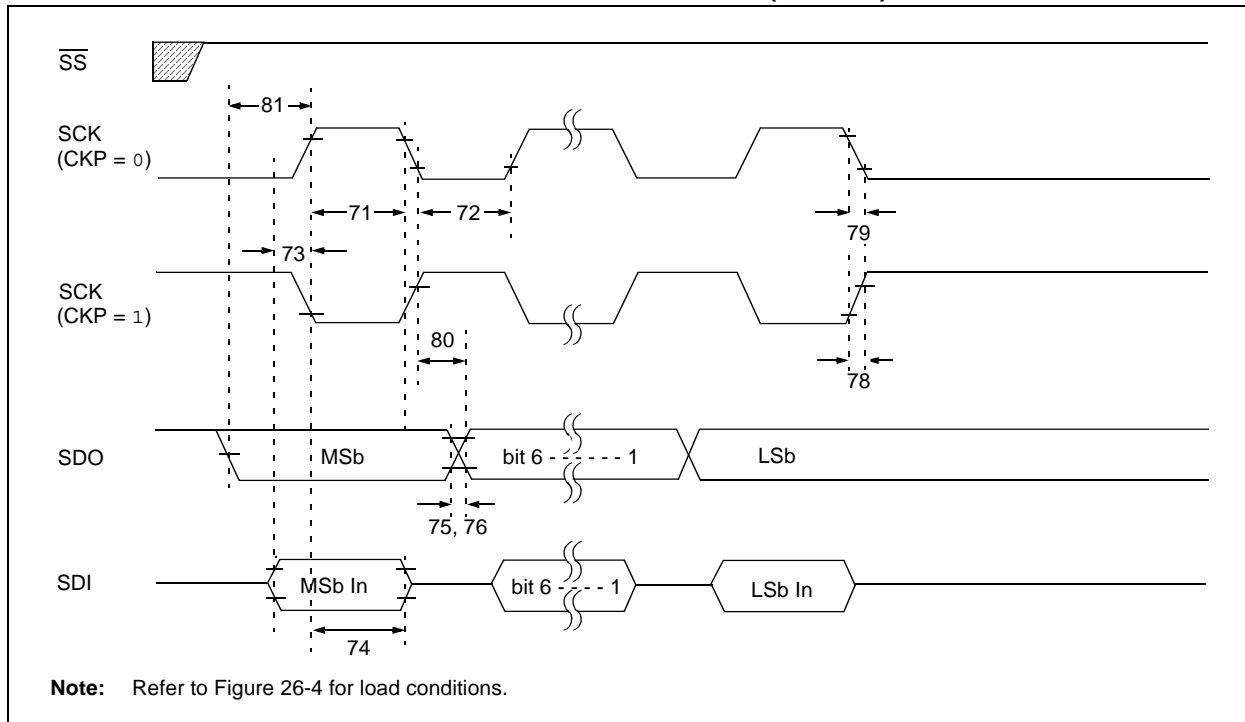 SS
81
SCK
(CKP = 0)
71
72
79
73
SCK
(CKP = 1)
80
78
SDO
MSb
bit 6 - - - - - - 1
LSb
75, 76
SDI
MSb In
bit 6 - - - - 1
LSb In
74
Note: Refer to Figure 26-4 for load conditions.